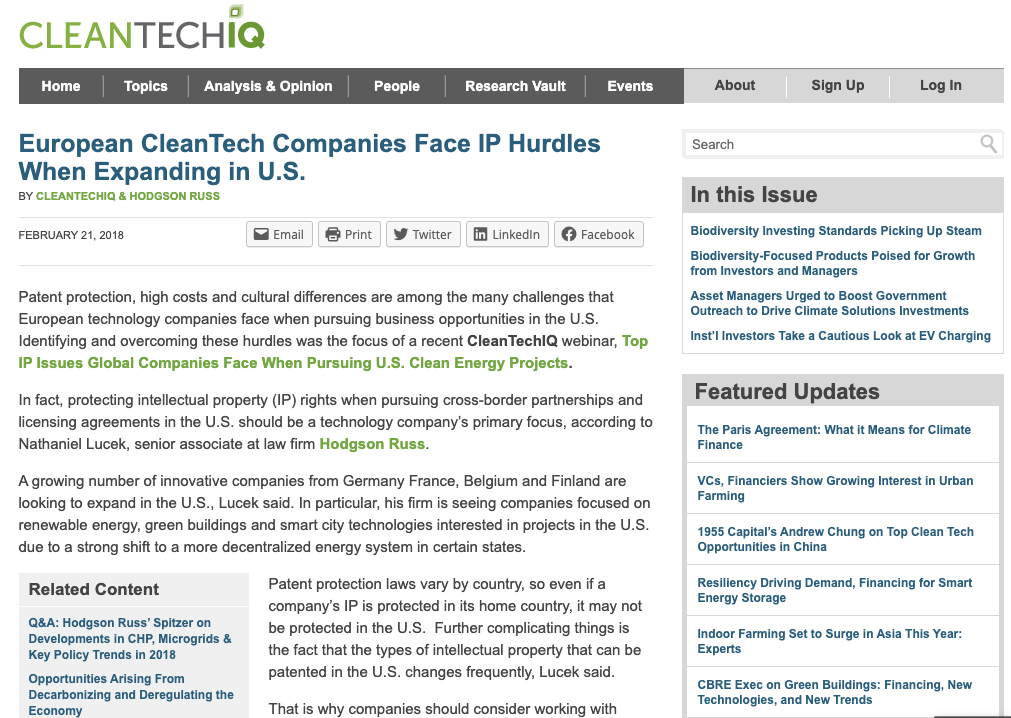 CLEANTECHIQ
Home
Topics
Analysis & Opinion
People
Research Vault
Events
About
Sign Up
Log In
European CleanTech Companies Face IP Hurdles
When Expanding in U.S.
BY CLEANTECHIQ & HODGSON RUSS
FEBRUARY 21, 2018
Email
Print
Twitter
LinkedIn
Facebook
Patent protection, high costs and cultural differences are among the many challenges that
European technology companies face when pursuing business opportunities in the U.S.
Identifying and overcoming these hurdles was the focus of a recent CleanTechIQ webinar, Top
IP Issues Global Companies Face When Pursuing U.S. Clean Energy Projects.
In fact, protecting intellectual property (IP) rights when pursuing cross-border partnerships and
licensing agreements in the U.S. should be a technology company's primary focus, according to
Nathaniel Lucek, senior associate at law firm Hodgson Russ.
A growing number of innovative companies from Germany France, Belgium and Finland are
looking to expand in the U.S., Lucek said. In particular, his firm is seeing companies focused on
renewable energy, green buildings and smart city technologies interested in projects in the U.S.
due to a strong shift to a more decentralized energy system in certain states.
Related Content
Q&A: Hodgson Russ' Spitzer on
Developments in CHP, Microgrids &
Key Policy Trends in 2018
Opportunities Arising From
Decarbonizing and Deregulating the
Economy
Patent protection laws vary by country, so even if a
company's IP is protected in its home country, it may not
be protected in the U.S.  Further complicating things is
the fact that the types of intellectual property that can be
patented in the U.S. changes frequently, Lucek said.
That is why companies should consider working with
Search
In this Issue
Biodiversity Investing Standards Picking Up Steam
Biodiversity-Focused Products Poised for Growth
from Investors and Managers
Asset Managers Urged to Boost Government
Outreach to Drive Climate Solutions Investments
Inst'l Investors Take a Cautious Look at EV Charging
Featured Updates
The Paris Agreement: What it Means for Climate
Finance
VCs, Financiers Show Growing Interest in Urban
Farming
1955 Capital's Andrew Chung on Top Clean Tech
Opportunities in China
Resiliency Driving Demand, Financing for Smart
Energy Storage
Indoor Farming Set to Surge in Asia This Year:
Experts
CBRE Exec on Green Buildings: Financing, New
Technologies, and New Trends